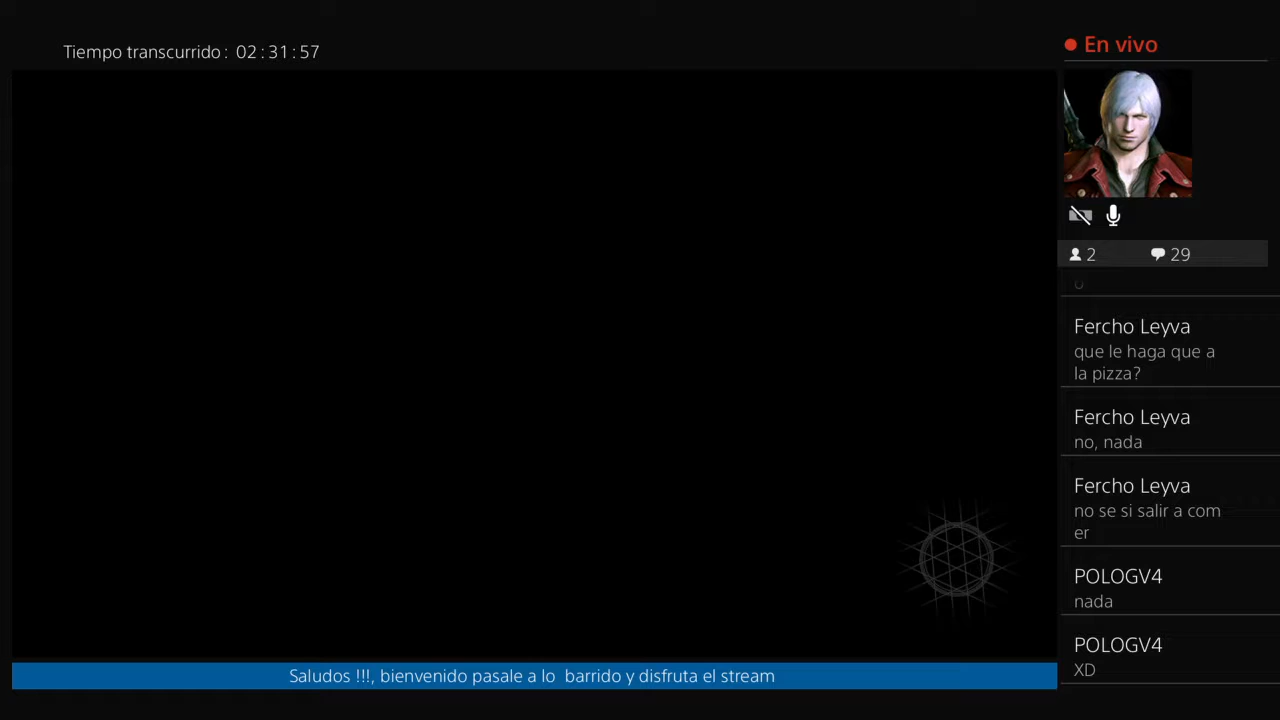 Tiempo transcurrido : 02 : 31 : 57
En vivo
2 29
Fercho Leyva
que le haga que a
la pizza?
Fercho Leyva
no, nada
Fercho Leyva
no se si salir a com
er
POLOGV4
nada
POLOGV4
XD
Saludos !!!, bienvenido pasale a lo barrido y disfruta el stream